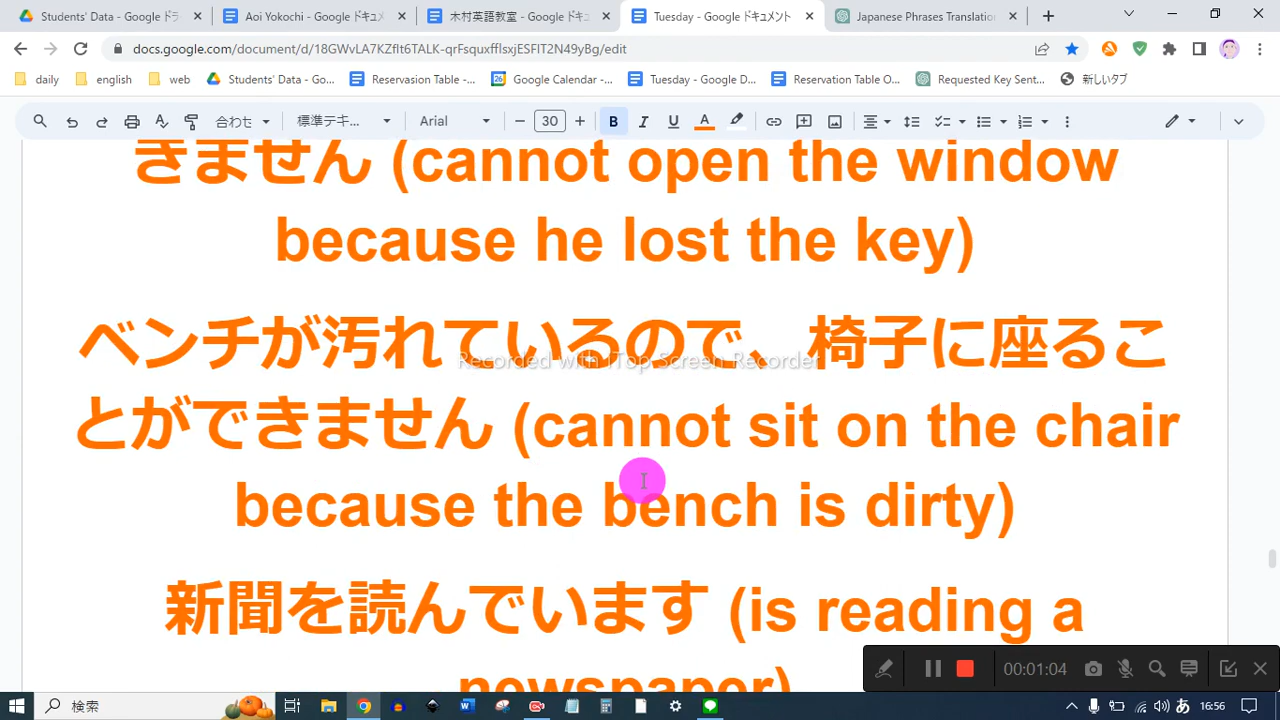 Students' Data - Google ドラ
Aoi Yokochi - Google ドキュメ
木村英語教室 - Google ドキュ
Tuesday - Google ドキュメント
Japanese Phrases Translatio
docs.google.com/document/d/18GWvLA7KZflt6TALK-qrFsquxfflsxjESFIT2N49yBg/edit
daily
english
web
Students' Data - Go...
Reservasion Table -...
Google Calendar -...
Tuesday - Google D...
Reservation Table O...
Requested Key Sent...
新しいタブ
合わせ
標準テキ...
Arial
30
きません (cannot open the window
because he lost the key)
ベンチが汚れているので、椅子に座るこ
とができません (cannot sit on the chair
because the bench is dirty)
新聞を読んでいます (is reading a
newspaper)
Recorded with iTop Screen Recorder
00:01:04
検索
あ
16:56